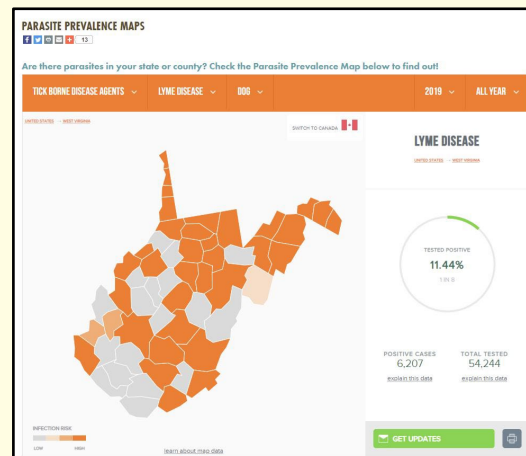 PARASITE PREVALENCE MAPS
13
Are there parasites in your state or county? Check the Parasite Prevalence Map below to find out!
TICK BORNE DISEASE AGENTS LYME DISEASE DOG 2019 ALL YEAR
UNITED STATES → WEST VIRGINIA
SWITCH TO CANADA
LYME DISEASE
UNITED STATES → WEST VIRGINIA
TESTED POSITIVE
11.44%
POSITIVE CASES
6,207
explain this data
TOTAL TESTED
54,244
explain this data
INFECTION RISK
LOW HIGH
learn about map data
GET UPDATES